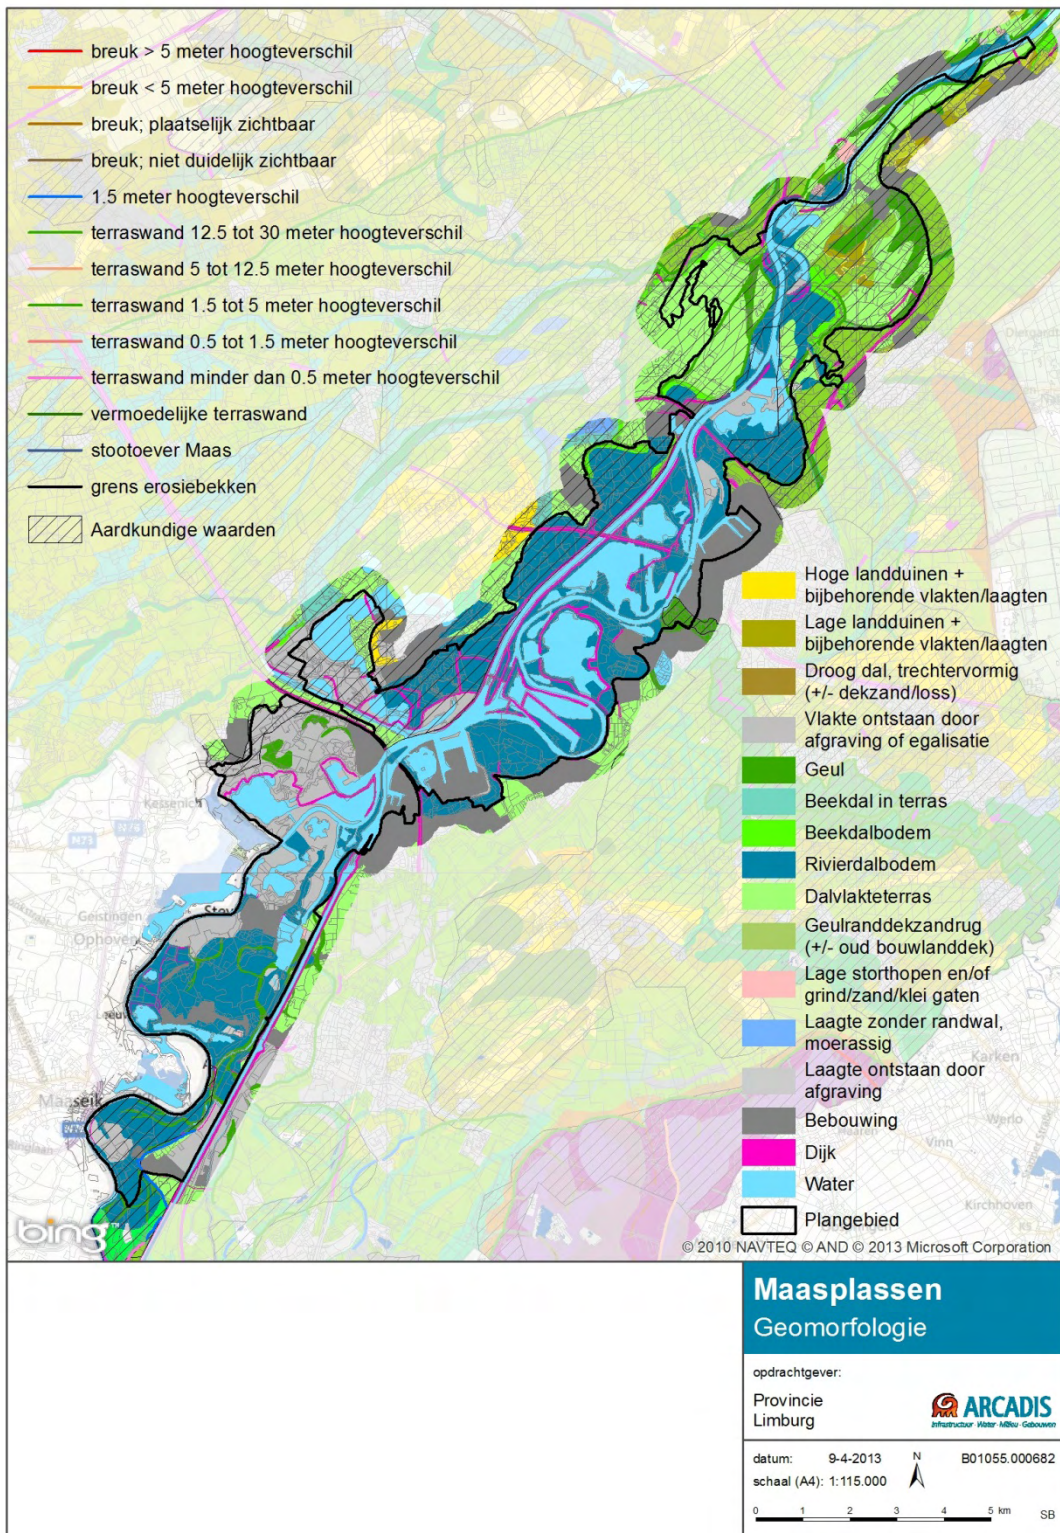 breuk > 5 meter hoogteverschil
breuk < 5 meter hoogteverschil
breuk; plaatselijk zichtbaar
breuk; niet duidelijk zichtbaar
1.5 meter hoogteverschil
terraswand 12.5 tot 30 meter hoogteverschil
terraswand 5 tot 12.5 meter hoogteverschil
terraswand 1.5 tot 5 meter hoogteverschil
terraswand 0.5 tot 1.5 meter hoogteverschil
terraswand minder dan 0.5 meter hoogteverschil
vermoedelijke terraswand
stootoever Maas
grens erosiebekken
Aardkundige waarden
Hoge landduinen +
bijbehorende vlakten/laagten
Lage landduinen +
bijbehorende vlakten/laagten
Droog dal, trechtervormig
(+/- dekzand/loss)
Vlakte ontstaan door
afgraving of egalisatie
Geul
Beekdal in terras
Beekdalbodem
Rivierdalbodem
Dalvlakteterras
Geulranddekzandrug
(+/- oud bouwlanddek)
Lage storthopen en/of
grind/zand/klei gaten
Laagte zonder randwal,
moerassig
Laagte ontstaan door
afgraving
Bebouwing
Dijk
Water
Plangebied
Kessenich
N78
N73
Geistingen
Ophoven
Maaseik
Karken
Werlo
Vinn
Kirchhoven
bing™
© 2010 NAVTEQ © AND © 2013 Microsoft Corporation
Maasplassen
Geomorfologie
opdrachtgever:
Provincie
Limburg
ARCADIS
Infrastructuur · Water · Milieu · Gebouwen
datum: 9-4-2013 N B01055.000682
schaal (A4): 1:115.000
0 1 2 3 4 5 km SB